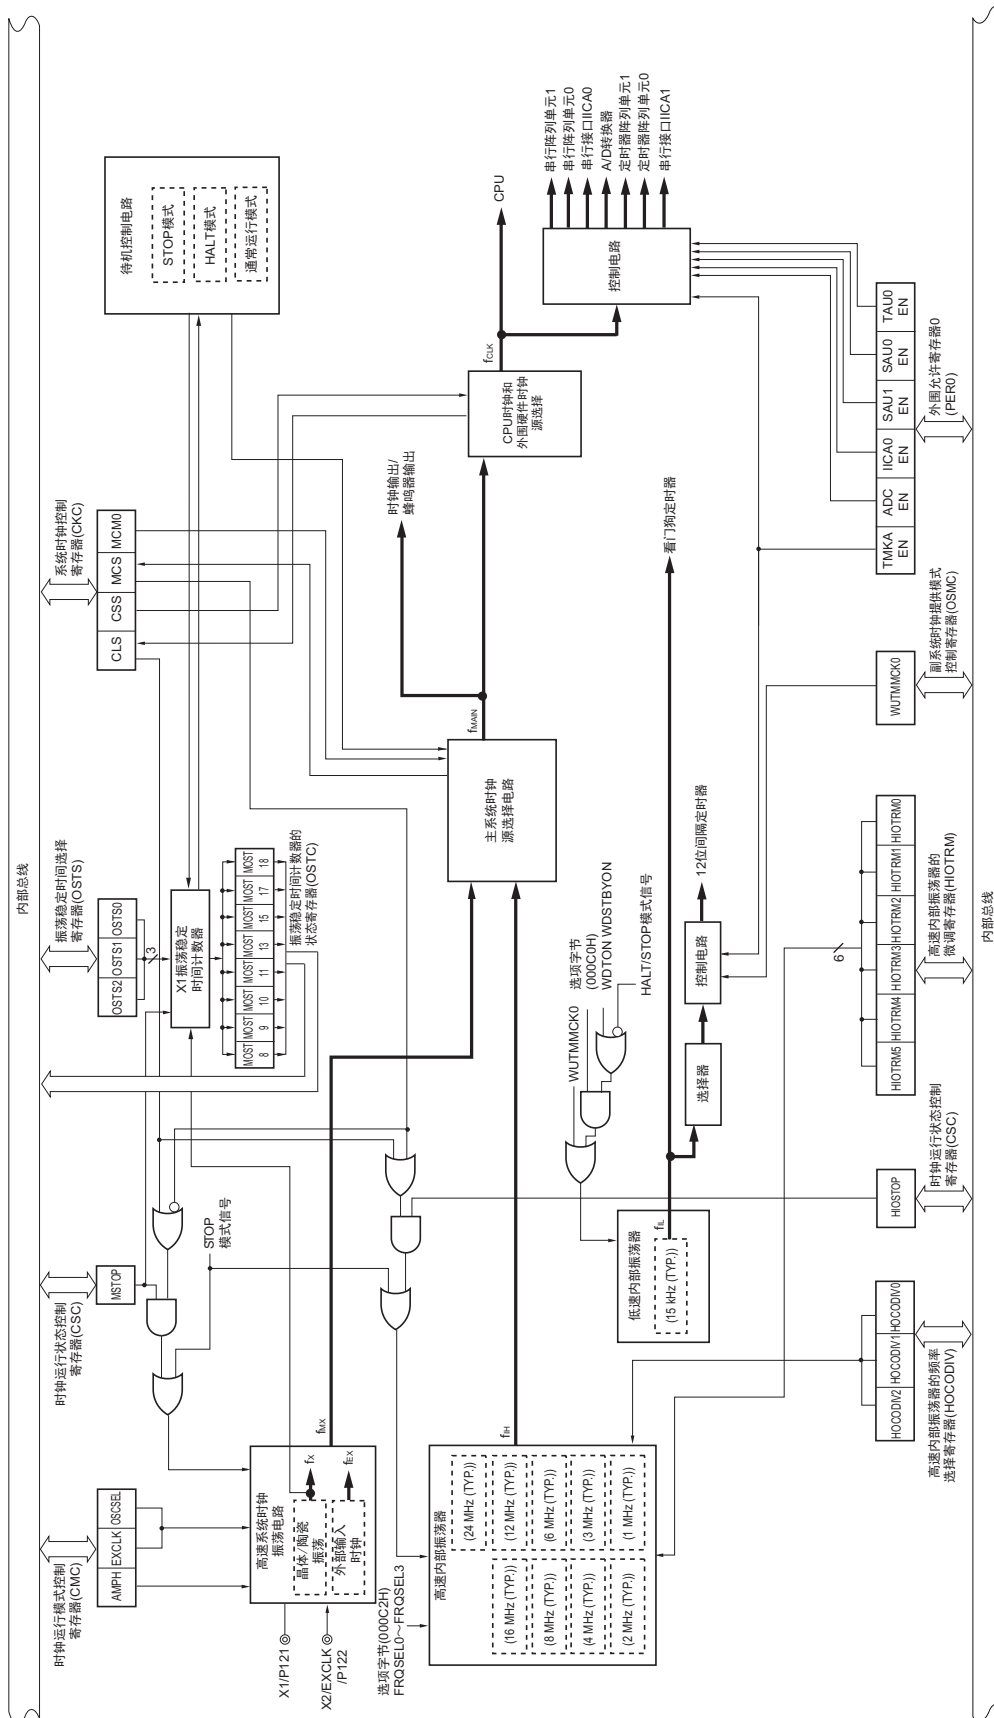 内部总线
时钟运行模式控制
寄存器(CMC)
AMPH
EXCLK
OSCSEL
时钟运行状态控制
寄存器(CSC)
MSTOP
振荡稳定时间选择
寄存器(OSTS)
OSTS2
OSTS1
OSTS0
3
系统时钟控制
寄存器(CKC)
CLS
CSS
MCS
MCM0
待机控制电路
STOP模式
HALT模式
通常运行模式
X1振荡稳定
时间计数器
MOST
8
MOST
9
MOST
10
MOST
11
MOST
13
MOST
15
MOST
17
MOST
18
振荡稳定时间计数器的
状态寄存器(OSTC)
STOP
模式信号
高速系统时钟
振荡电路
晶体/陶瓷
振荡
fX
外部输入
时钟
fEX
fMX
X1/P121
X2/EXCLK
/P122
选项字节(000C2H)
FRQSEL0～FRQSEL3
高速内部振荡器
(24 MHz (TYP.))
(16 MHz (TYP.))
(12 MHz (TYP.))
(8 MHz (TYP.))
(6 MHz (TYP.))
(4 MHz (TYP.))
(3 MHz (TYP.))
(2 MHz (TYP.))
(1 MHz (TYP.))
fIH
主系统时钟
源选择电路
fMAIN
时钟输出/
蜂鸣器输出
CPU时钟和
外围硬件时钟
源选择
fCLK
CPU
控制电路
串行阵列单元1
串行阵列单元0
串行接口IICA0
A/D转换器
定时器阵列单元1
定时器阵列单元0
串行接口IICA1
WUTMMCK0
选项字节
(000C0H)
WDTON WDSTBYON
HALT/STOP模式信号
低速内部振荡器
(15 kHz (TYP.))
fIL
看门狗定时器
选择器
控制电路
12位间隔定时器
HOCODIV2
HOCODIV1
HOCODIV0
高速内部振荡器的频率
选择寄存器(HOCODIV)
HIOSTOP
时钟运行状态控制
寄存器(CSC)
6
HIOTRM5
HIOTRM4
HIOTRM3
HIOTRM2
HIOTRM1
HIOTRM0
高速内部振荡器的
微调寄存器(HIOTRM)
WUTMMCK0
副系统时钟提供模式
控制寄存器(OSMC)
TMKA
EN
ADC
EN
IICA0
EN
SAU1
EN
SAU0
EN
TAU0
EN
外围允许寄存器0
(PER0)
内部总线